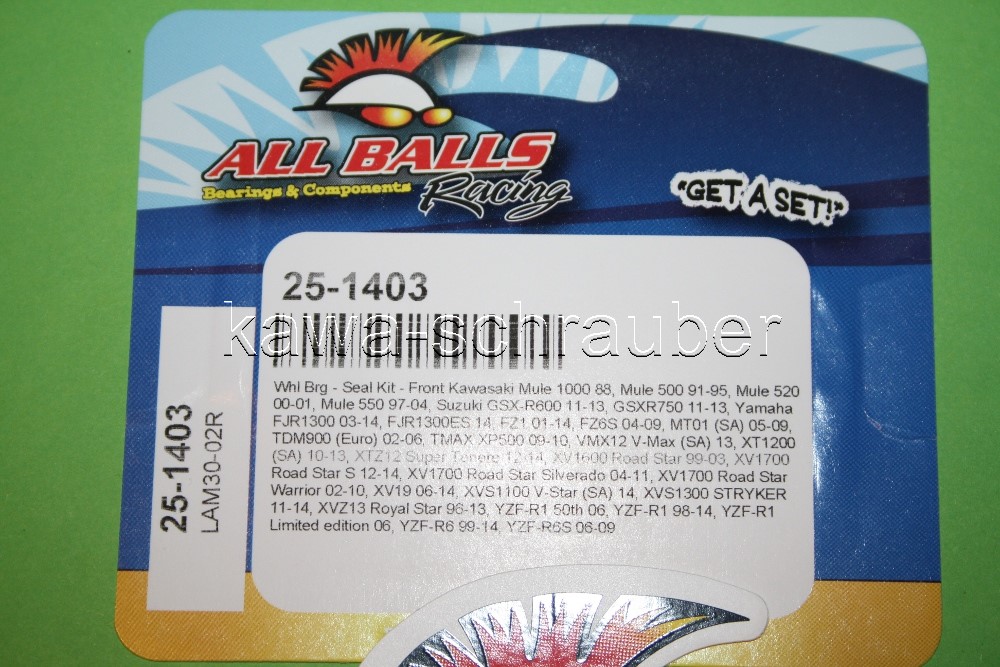 ALL BALLS
Bearings & Components
Racing
"GET A SET!"
25-1403
kawa-schrauber
Whl Brg - Seal Kit - Front Kawasaki Mule 1000 88, Mule 500 91-95, Mule 520
00-01, Mule 550 97-04, Suzuki GSX-R600 11-13, GSXR750 11-13, Yamaha
FJR1300 03-14, FJR1300ES 14, FZ1 01-14, FZ6S 04-09, MT01 (SA) 05-09,
TDM900 (Euro) 02-06, TMAX XP500 09-10, VMX12 V-Max (SA) 13, XT1200
(SA) 10-13, XTZ12 Super Tenere 12-14, XV1600 Road Star 99-03, XV1700
Road Star S 12-14, XV1700 Road Star Silverado 04-11, XV1700 Road Star
Warrior 02-10, XV19 06-14, XVS1100 V-Star (SA) 14, XVS1300 STRYKER
11-14, XVZ13 Royal Star 96-13, YZF-R1 50th 06, YZF-R1 98-14, YZF-R1
Limited edition 06, YZF-R6 99-14, YZF-R6S 06-09
25-1403
LAM30-02R